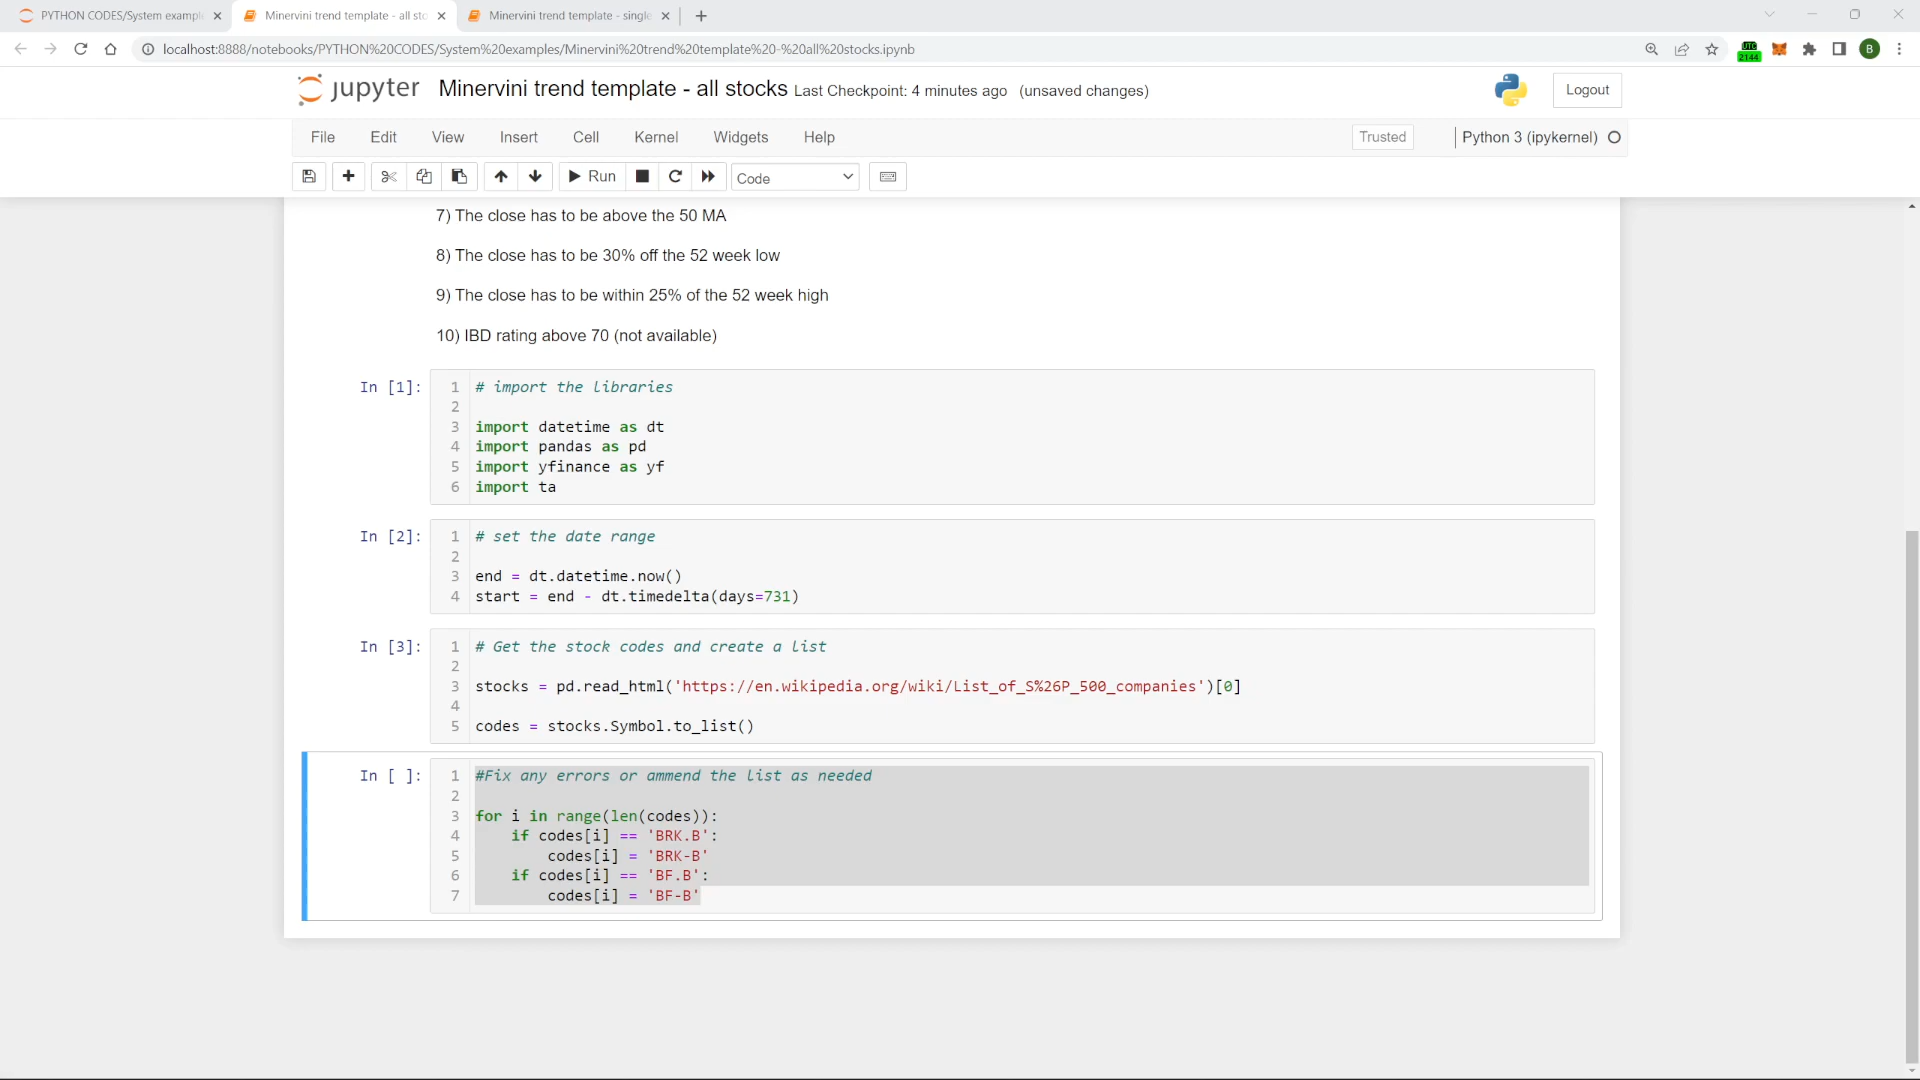 PYTHON CODES/System exampl
Minervini trend template - all sto
Minervini trend template - single
localhost:8888/notebooks/PYTHON%20CODES/System%20examples/Minervini%20trend%20template%20-%20all%20stocks.ipynb
UTC
2144
B
jupyter Minervini trend template - all stocks Last Checkpoint: 4 minutes ago (unsaved changes)
Logout
File Edit View Insert Cell Kernel Widgets Help
Trusted
Python 3 (ipykernel)
Run
Code
7) The close has to be above the 50 MA
8) The close has to be 30% off the 52 week low
9) The close has to be within 25% of the 52 week high
10) IBD rating above 70 (not available)
In [1]:
1 # import the libraries
2
3 import datetime as dt
4 import pandas as pd
5 import yfinance as yf
6 import ta
In [2]:
1 # set the date range
2
3 end = dt.datetime.now()
4 start = end - dt.timedelta(days=731)
In [3]:
1 # Get the stock codes and create a list
2
3 stocks = pd.read_html('https://en.wikipedia.org/wiki/List_of_S%26P_500_companies')[0]
4
5 codes = stocks.Symbol.to_list()
In [ ]:
1 #Fix any errors or ammend the list as needed
2
3 for i in range(len(codes)):
4     if codes[i] == 'BRK.B':
5         codes[i] = 'BRK-B'
6     if codes[i] == 'BF.B':
7         codes[i] = 'BF-B'